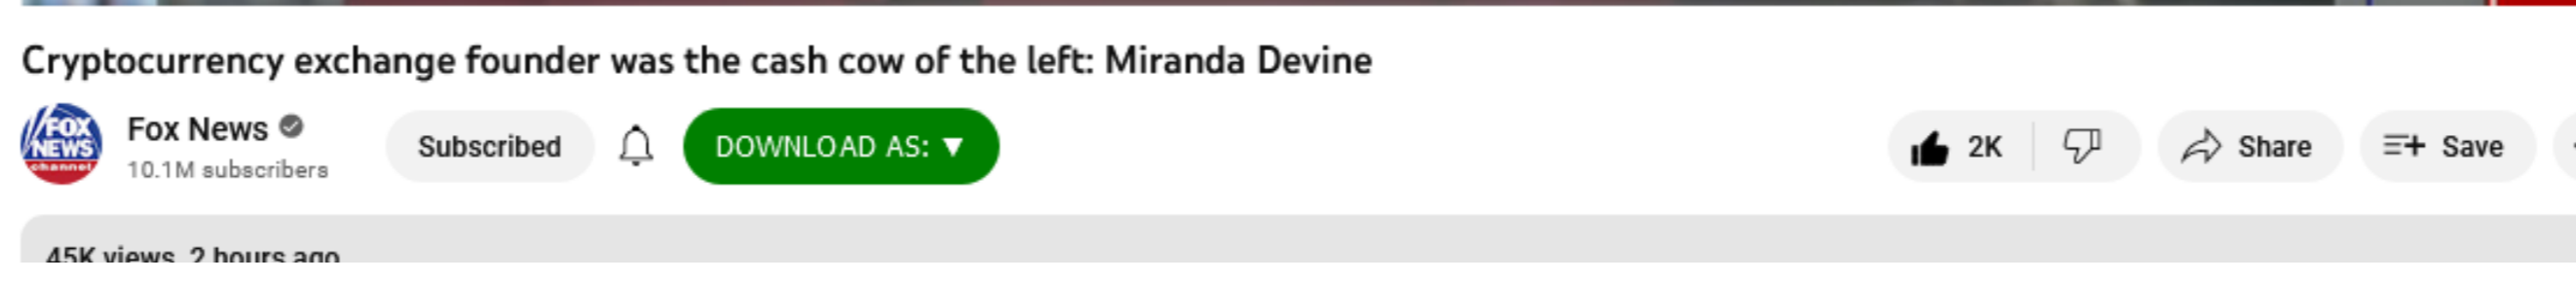 Cryptocurrency exchange founder was the cash cow of the left: Miranda Devine
FOX
NEWS
channel
Fox News
10.1M subscribers
Subscribed
DOWNLOAD AS: ▼
2K
Share
Save
45K views 2 hours ago